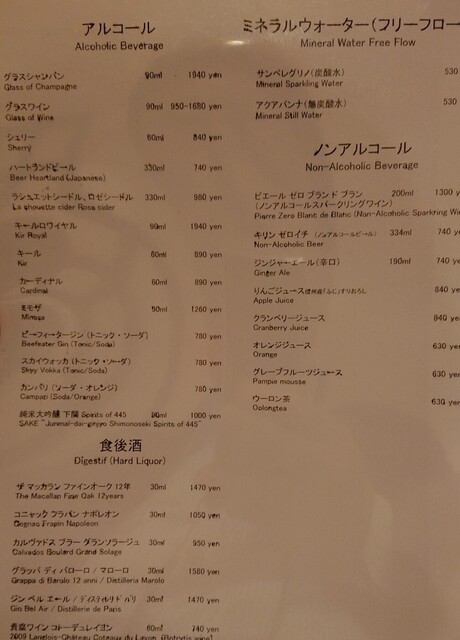 アルコール
Alcoholic Beverage
グラスシャンパン 90ml 1940 yen
Glass of Champagne
グラスワイン 90ml 950-1680 yen
Glass of Wine
シェリー 60ml 840 yen
Sherry
ハートランドビール 330ml 740 yen
Beer Heartland (Japanese)
ラシュエットシードル、ロゼシードル 330ml 980 yen
La chouette cider Rosa sider
キールロワイヤル 90ml 1940 yen
Kir Royal
キール 60ml 890 yen
Kir
カーディナル 60ml 890 yen
Cardinal
ミモザ 90ml 1260 yen
Mimosa
ビーフィータージン (トニック・ソーダ) 780 yen
Beefeater Gin (Tonic/Soda)
スカイウォッカ (トニック・ソーダ) 780 yen
Skyy Vokka (Tonic/Soda)
カンパリ (ソーダ・オレンジ) 780 yen
Campapi (Soda/Orange)
純米大吟醸 下関 Spirits of 445 90ml 1000 yen
SAKE "Junmai-dai-ginjyo Shimonoseki Spirits of 445"
食後酒
Digestif (Hard Liquor)
ザ マッカラン ファインオーク 12年 30ml 1470 yen
The Macallan Fine Oak 12years
コニャック フラパン ナポレオン 30ml 1050 yen
Cognac Frapin Napoleon
カルヴァドス ブラー グランソラージュ 30ml 950 yen
Calvados Boulard Grand Solage
グラッパ ディ バローロ / マローロ 30ml 1580 yen
Grappa di Barolo 12 anni / Distilleria Marolo
ジン ベル エール / ディスティルリ ド パリ 30ml 1470 yen
Gin Bel Air / Distillerie de Paris
貴腐ワイン コトー・デュ・レイヨン 60ml 740 yen
2009 Langlois-Château Coteaux du Layon (Botrytis wine)
ミネラルウォーター(フリーフロー
Mineral Water Free Flow
サンペレグリノ(炭酸水) 530
Mineral Sparkling Water
アクアパンナ(無炭酸水) 530
Mineral Still Water
ノンアルコール
Non-Alcoholic Beverage
ピエール ゼロ ブランド ブラン 200ml 1300 y
(ノンアルコールスパークリングワイン)
Pierre Zero Blanc de Blanc (Non-Alcoholic Sparkring Win
キリン ゼロイチ (ノンアルコールビール) 334ml 740 y
Non-Alcoholic Beer
ジンジャーエール(辛口) 190ml 740 y
Ginger Ale
りんごジュース信州産「ふじ」すりおろし 840 y
Apple Juice
クランベリージュース 840 y
Cranberry Juice
オレンジジュース 630 ye
Orange
グレープフルーツジュース 630 ye
Pample mousse
ウーロン茶 630 yen
Oolongtea